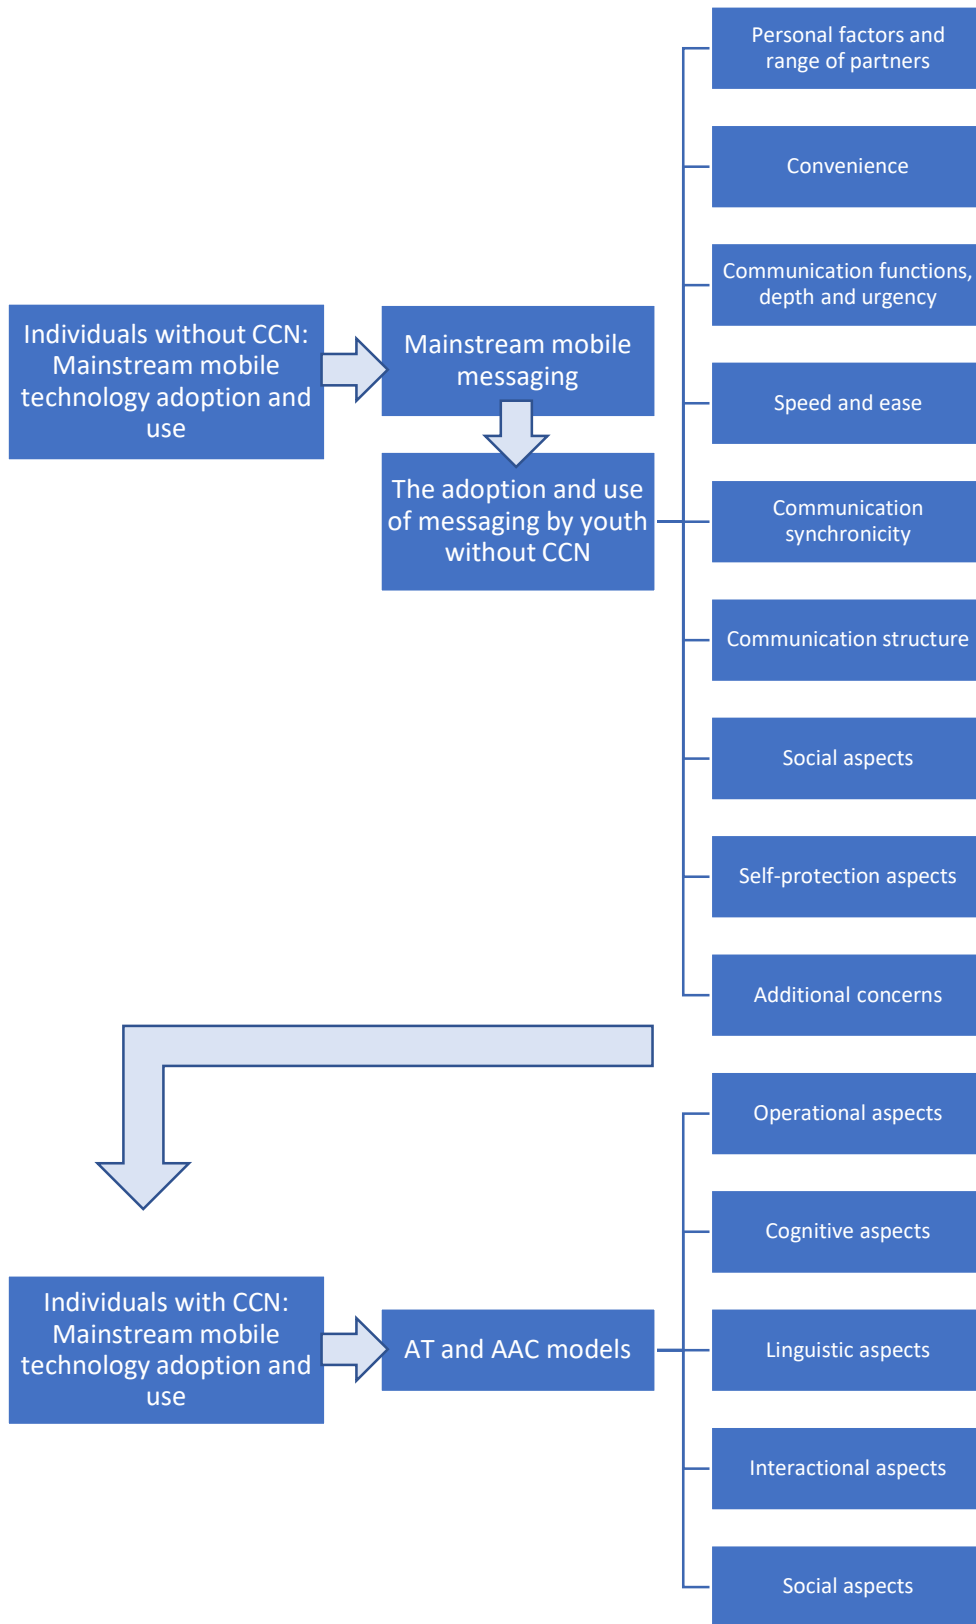 Personal factors and
range of partners
Convenience
Communication functions,
depth and urgency
Individuals without CCN:
Mainstream mobile
technology adoption and
use
Mainstream mobile
messaging
Speed and ease
The adoption and use
of messaging by youth
without CCN
Communication
synchronicity
Communication structure
Social aspects
Self-protection aspects
Additional concerns
Operational aspects
Cognitive aspects
Individuals with CCN:
Mainstream mobile
technology adoption and
use
AT and AAC models
Linguistic aspects
Interactional aspects
Social aspects